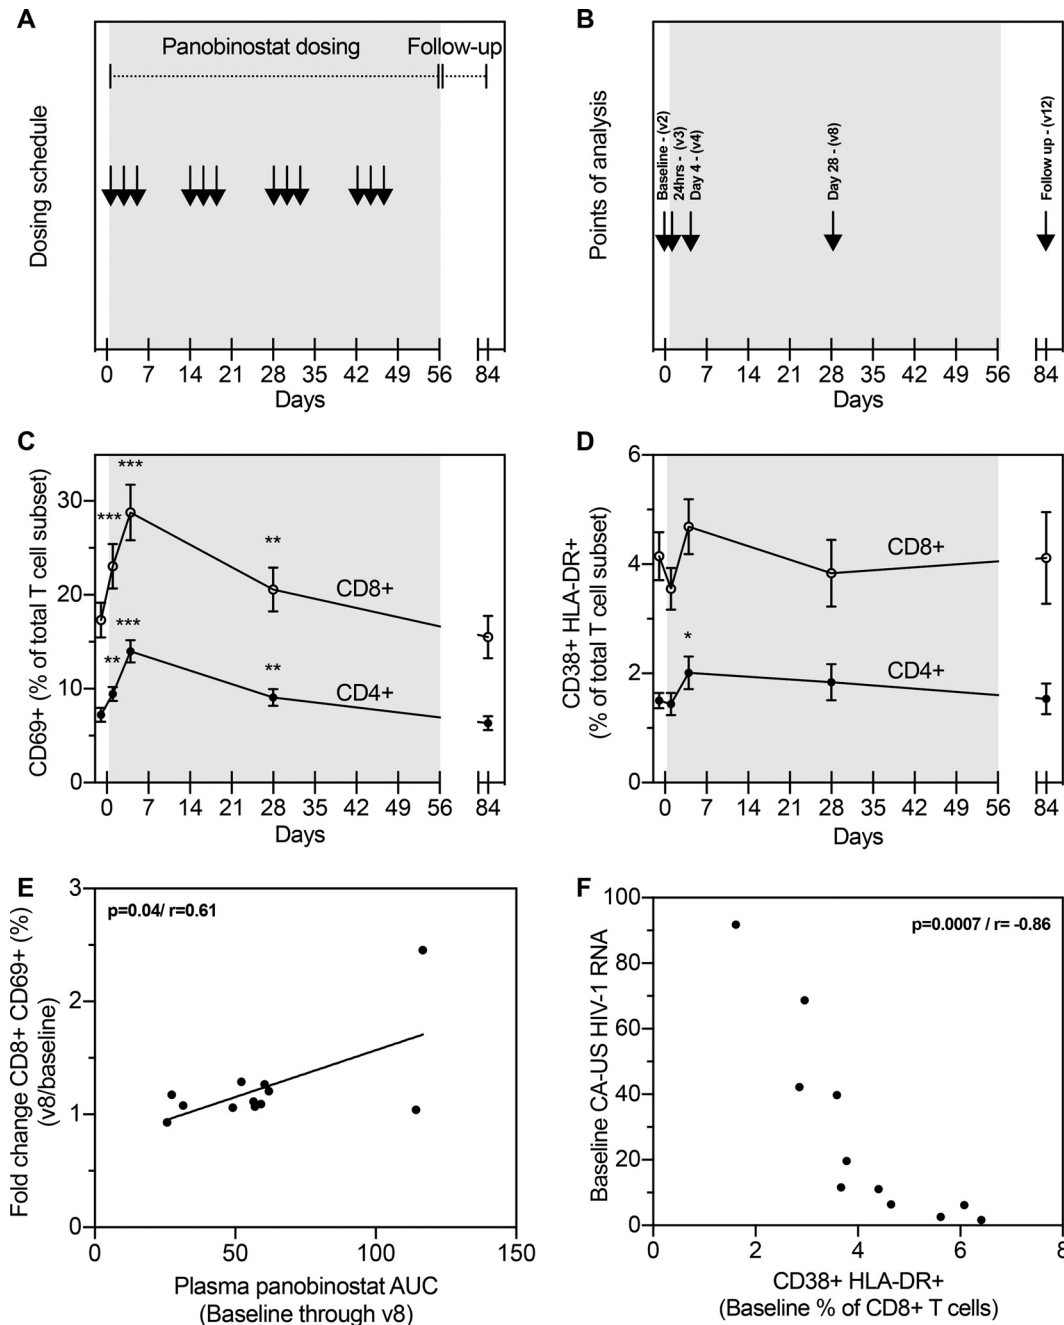 A
Panobinostat dosing
Follow-up
Dosing schedule
0 7 14 21 28 35 42 49 56 84
Days
B
Points of analysis
Baseline - (v2)
24hrs - (v3)
Day 4 - (v4)
Day 28 - (v8)
Follow up - (v12)
0 7 14 21 28 35 42 49 56 84
Days
C
CD69+ (% of total T cell subset)
30
20
10
0
***
***
**
CD8+
***
**
**
CD4+
0 7 14 21 28 35 42 49 56 84
Days
D
CD38+ HLA-DR+
(% of total T cell subset)
6
4
2
0
CD8+
*
CD4+
0 7 14 21 28 35 42 49 56 84
Days
E
p=0.04/ r=0.61
Fold change CD8+ CD69+ (%)
(v8/baseline)
3
2
1
0
0 50 100 150
Plasma panobinostat AUC
(Baseline through v8)
F
p=0.0007 / r= -0.86
Baseline CA-US HIV-1 RNA
100
80
60
40
20
0
0 2 4 6 8
CD38+ HLA-DR+
(Baseline % of CD8+ T cells)